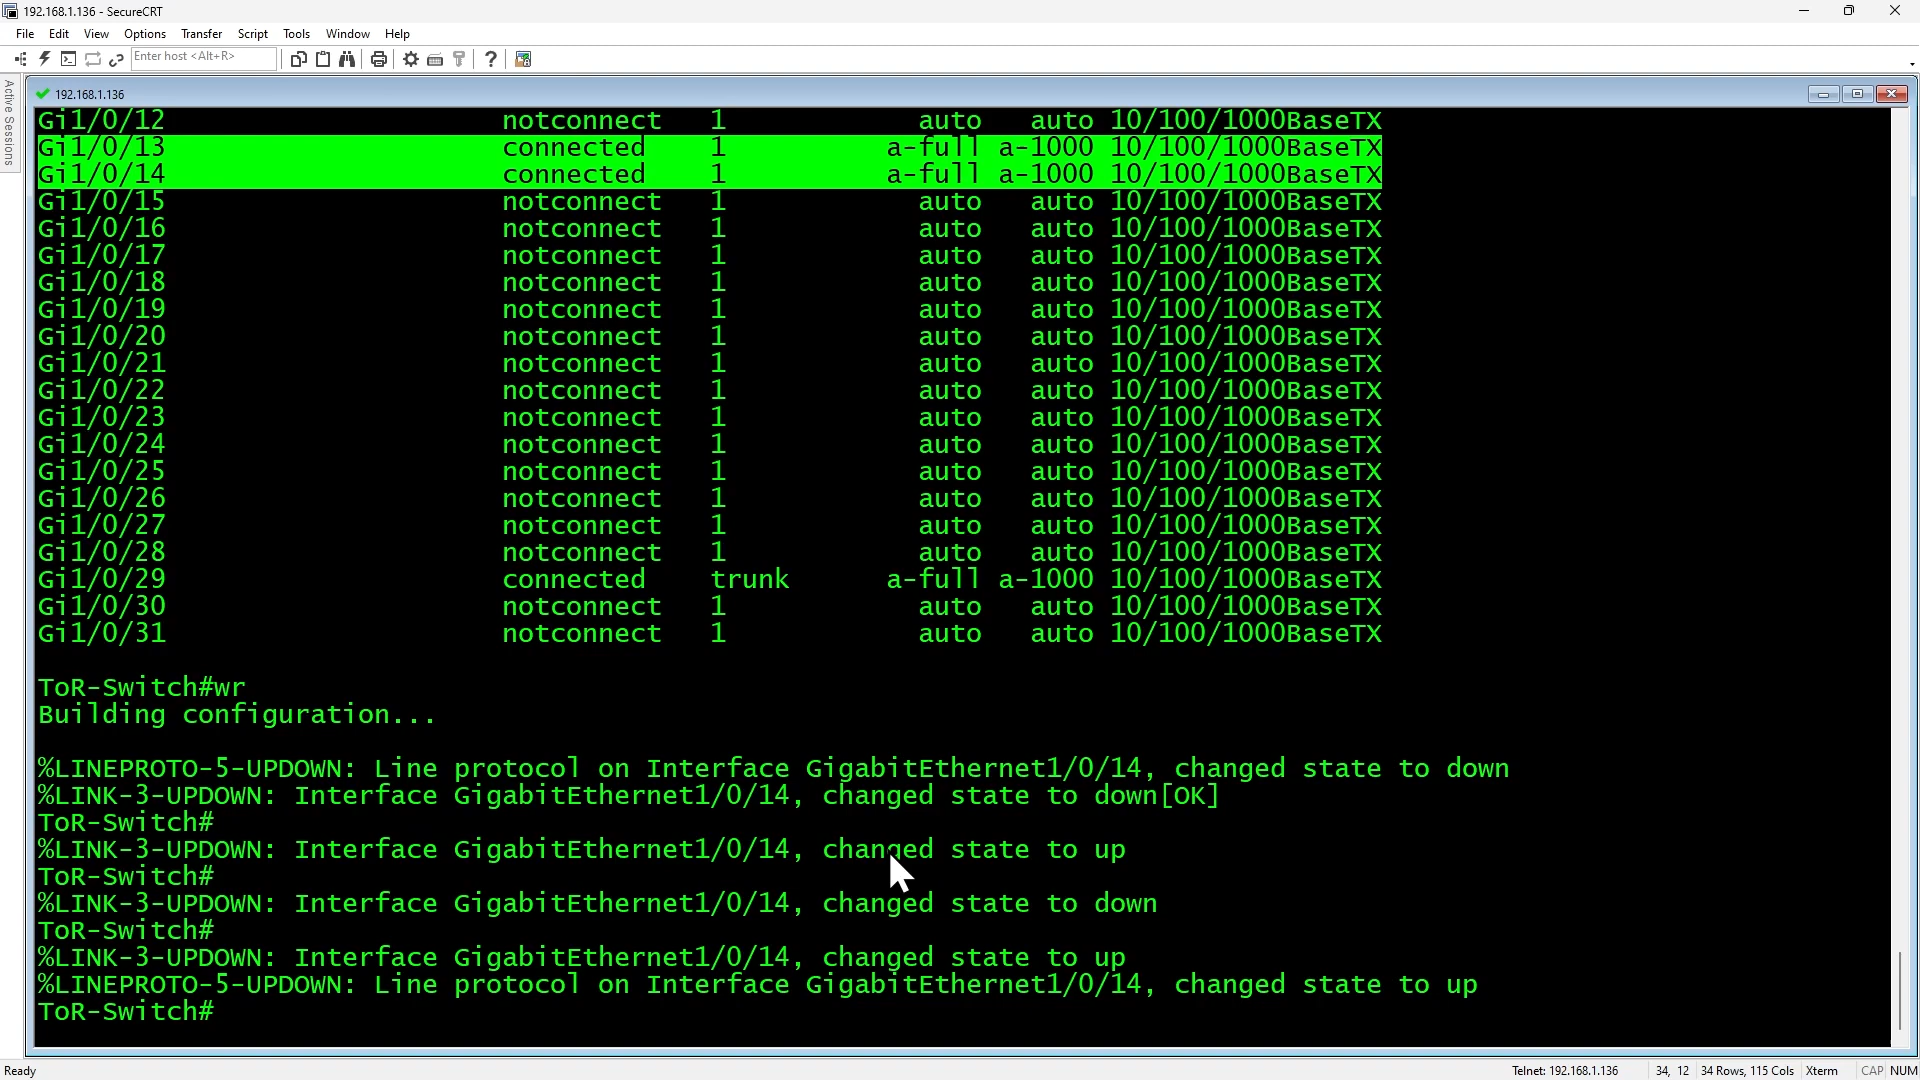 192.168.1.136 - SecureCRT
File Edit View Options Transfer Script Tools Window Help
Enter host <Alt+R>
Active Sessions
192.168.1.136
Gi1/0/12 notconnect 1 auto auto 10/100/1000BaseTX
Gi1/0/13 connected 1 a-full a-1000 10/100/1000BaseTX
Gi1/0/14 connected 1 a-full a-1000 10/100/1000BaseTX
Gi1/0/15 notconnect 1 auto auto 10/100/1000BaseTX
Gi1/0/16 notconnect 1 auto auto 10/100/1000BaseTX
Gi1/0/17 notconnect 1 auto auto 10/100/1000BaseTX
Gi1/0/18 notconnect 1 auto auto 10/100/1000BaseTX
Gi1/0/19 notconnect 1 auto auto 10/100/1000BaseTX
Gi1/0/20 notconnect 1 auto auto 10/100/1000BaseTX
Gi1/0/21 notconnect 1 auto auto 10/100/1000BaseTX
Gi1/0/22 notconnect 1 auto auto 10/100/1000BaseTX
Gi1/0/23 notconnect 1 auto auto 10/100/1000BaseTX
Gi1/0/24 notconnect 1 auto auto 10/100/1000BaseTX
Gi1/0/25 notconnect 1 auto auto 10/100/1000BaseTX
Gi1/0/26 notconnect 1 auto auto 10/100/1000BaseTX
Gi1/0/27 notconnect 1 auto auto 10/100/1000BaseTX
Gi1/0/28 notconnect 1 auto auto 10/100/1000BaseTX
Gi1/0/29 connected trunk a-full a-1000 10/100/1000BaseTX
Gi1/0/30 notconnect 1 auto auto 10/100/1000BaseTX
Gi1/0/31 notconnect 1 auto auto 10/100/1000BaseTX
ToR-Switch#wr
Building configuration...
%LINEPROTO-5-UPDOWN: Line protocol on Interface GigabitEthernet1/0/14, changed state to down
%LINK-3-UPDOWN: Interface GigabitEthernet1/0/14, changed state to down[OK]
ToR-Switch#
%LINK-3-UPDOWN: Interface GigabitEthernet1/0/14, changed state to up
ToR-Switch#
%LINK-3-UPDOWN: Interface GigabitEthernet1/0/14, changed state to down
ToR-Switch#
%LINK-3-UPDOWN: Interface GigabitEthernet1/0/14, changed state to up
%LINEPROTO-5-UPDOWN: Line protocol on Interface GigabitEthernet1/0/14, changed state to up
ToR-Switch#
Ready Telnet: 192.168.1.136 34, 12 34 Rows, 115 Cols Xterm CAP NUM